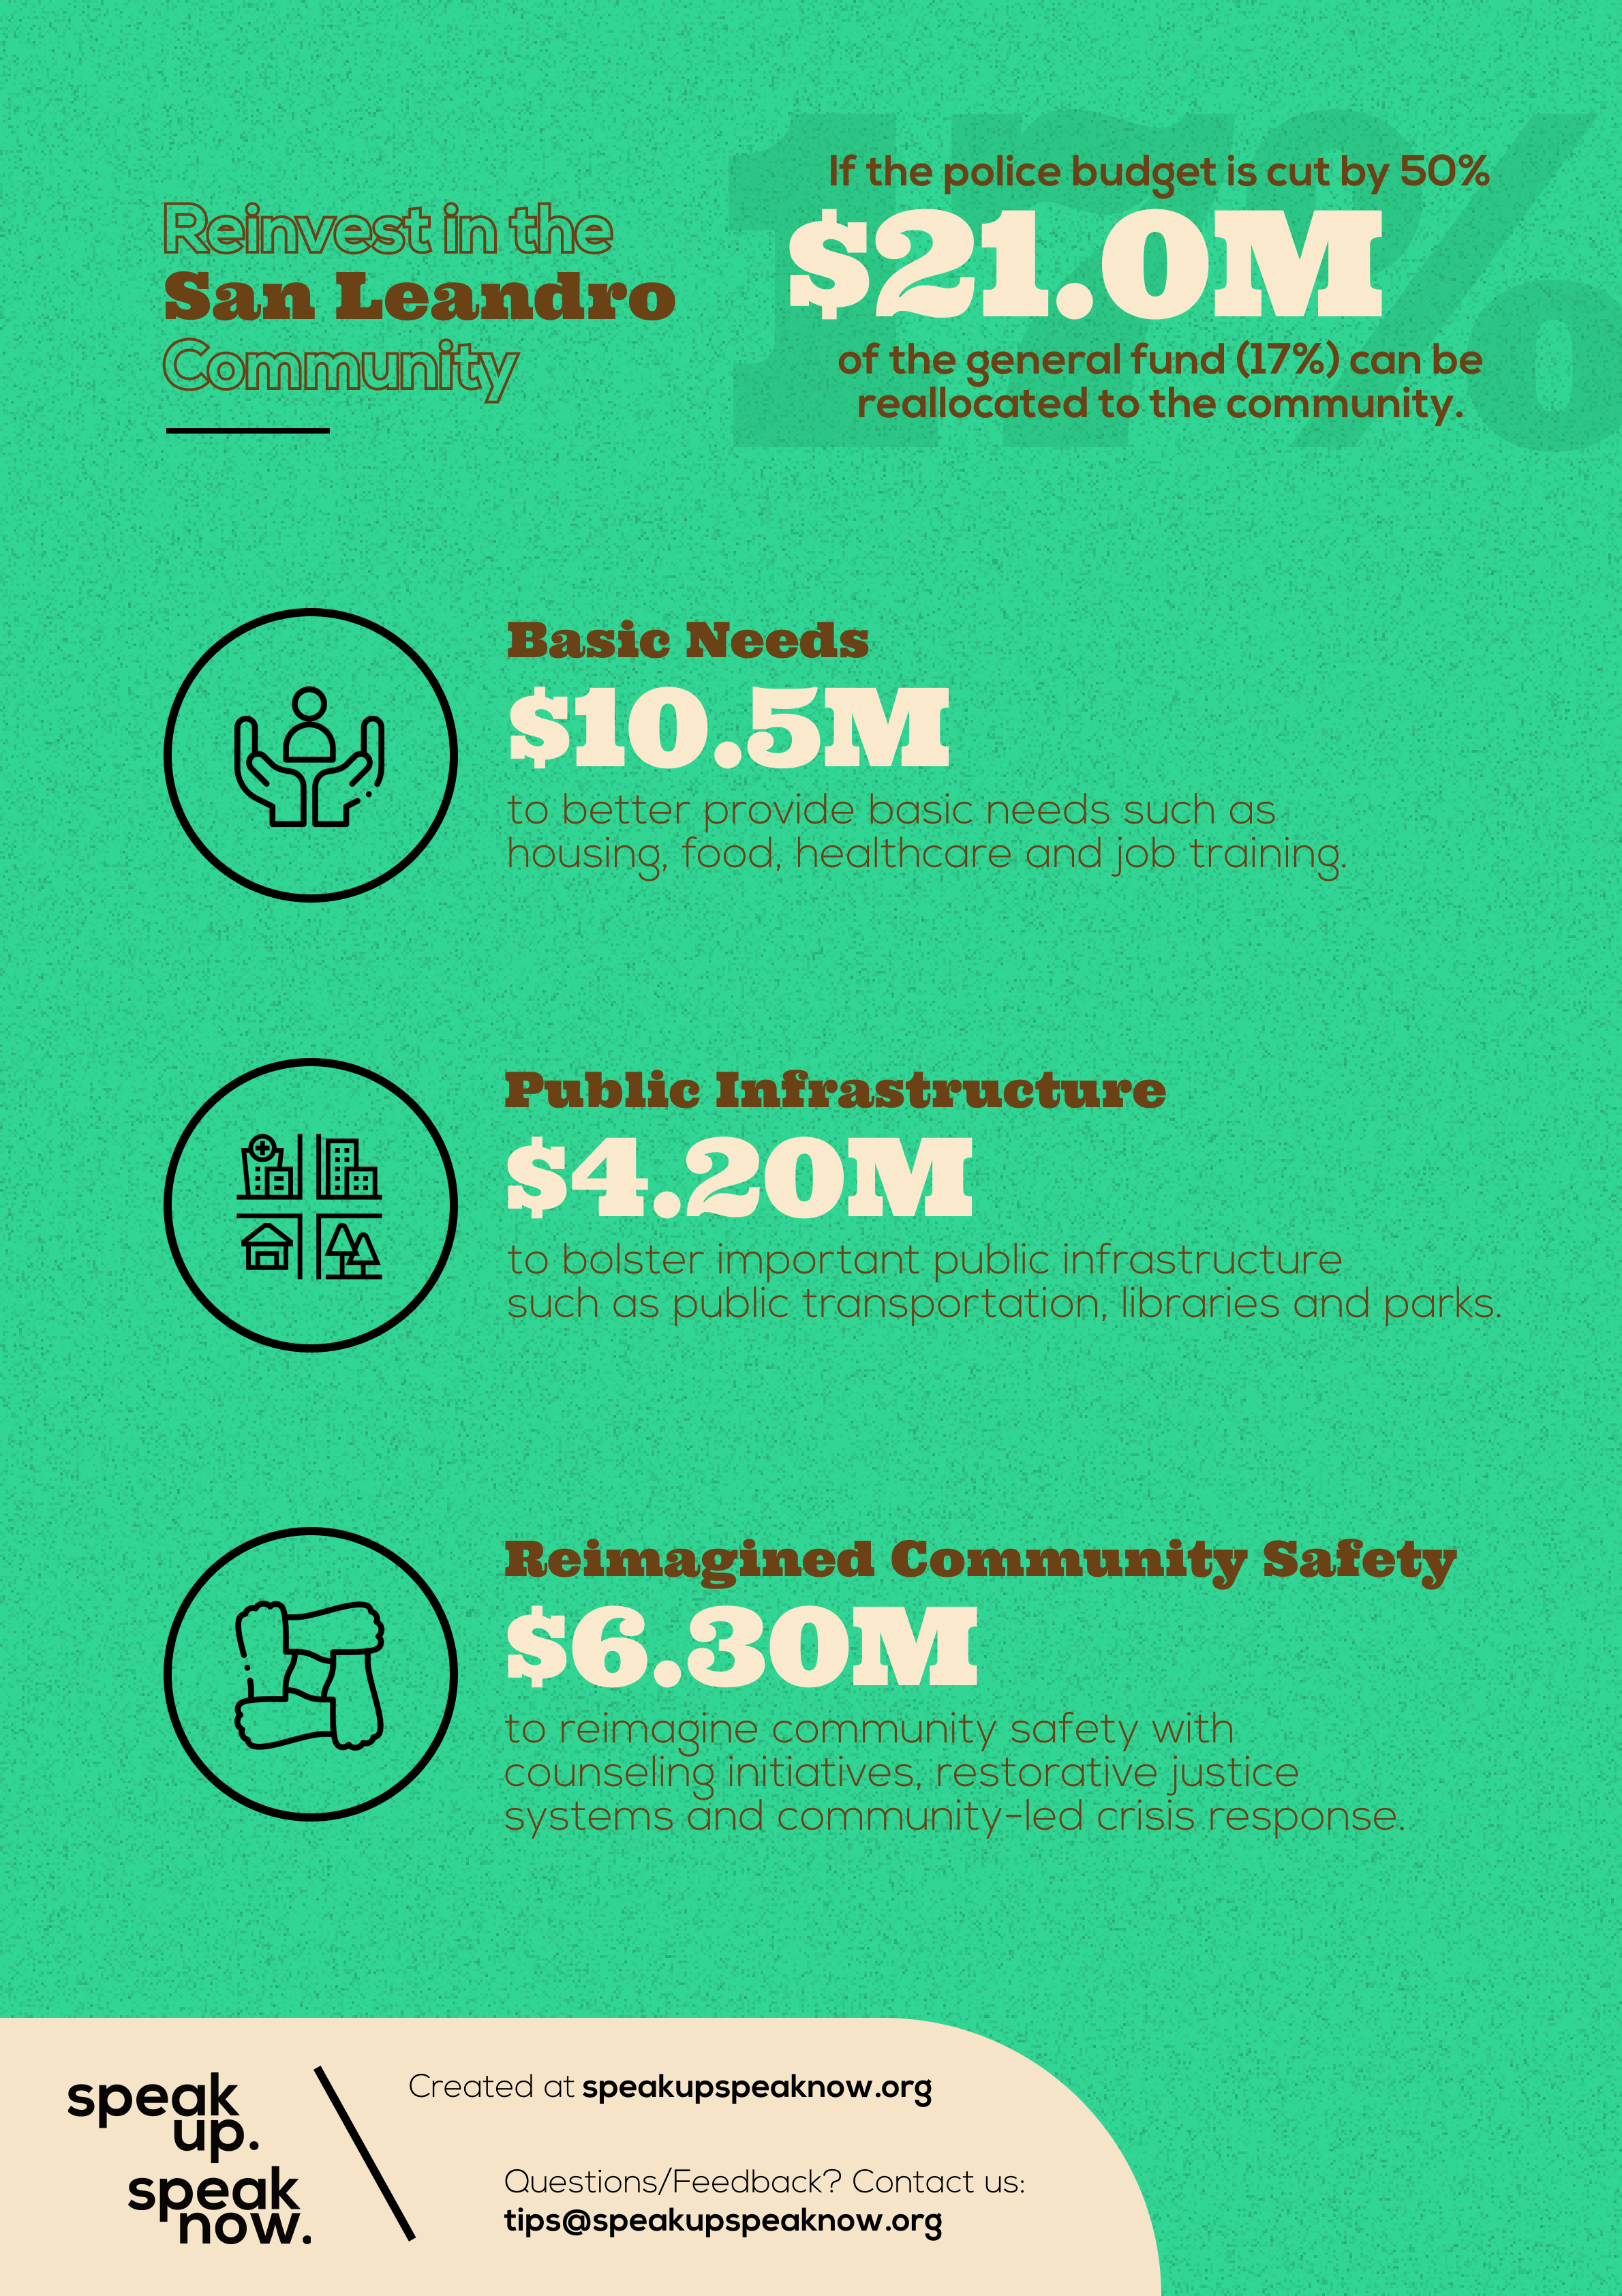 Reinvest in the
San Leandro
Community
17%
If the police budget is cut by 50%
$21.0M
of the general fund (17%) can be
reallocated to the community.
Basic Needs
$10.5M
to better provide basic needs such as
housing, food, healthcare and job training.
Public Infrastructure
$4.20M
to bolster important public infrastructure
such as public transportation, libraries and parks.
Reimagined Community Safety
$6.30M
to reimagine community safety with
counseling initiatives, restorative justice
systems and community-led crisis response.
speak
up.
speak
now.
Created at speakupspeaknow.org
Questions/Feedback? Contact us:
tips@speakupspeaknow.org